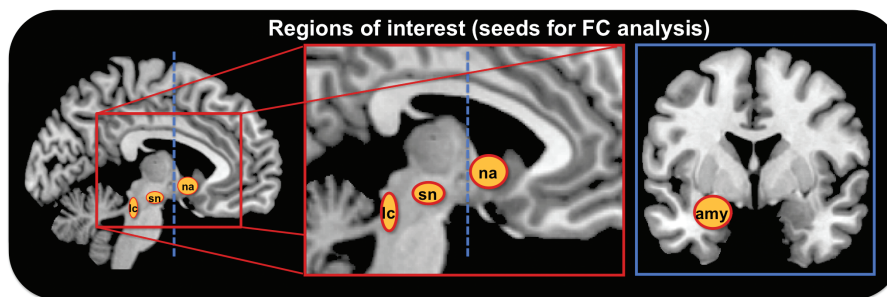 Regions of interest (seeds for FC analysis)
lc
sn
na
lc
sn
na
amy